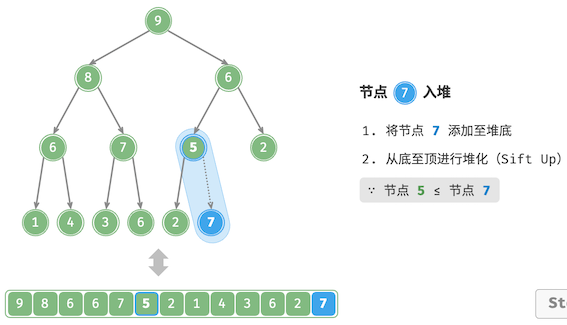 9
8 6
节点 7 入堆
1. 将节点 7 添加至堆底
6 7 5 2
2. 从底至顶进行堆化（Sift Up）
∵ 节点 5 ≤ 节点 7
1 4 3 6 2 7
9 8 6 6 7 5 2 1 4 3 6 2 7